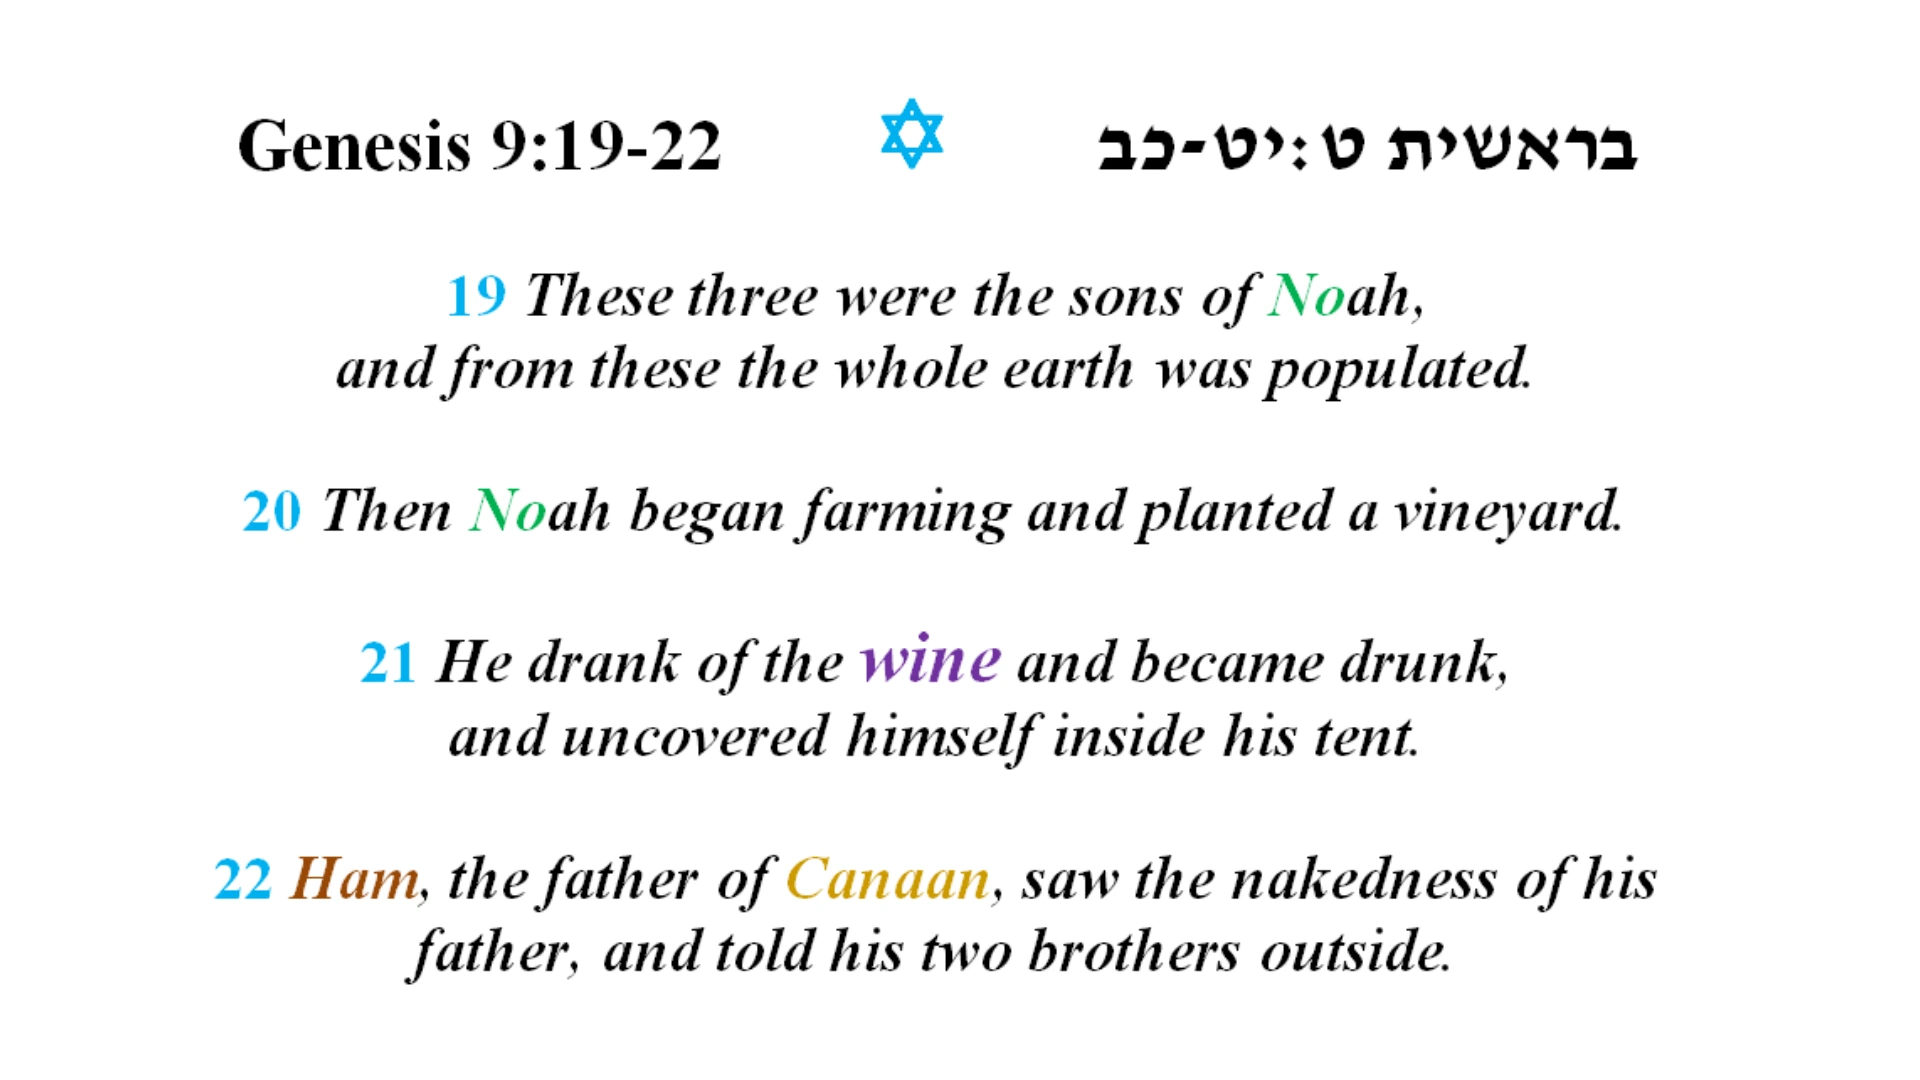 Genesis 9:19-22 ✡ בראשית ט:יט-כב
19 These three were the sons of Noah,
and from these the whole earth was populated.
20 Then Noah began farming and planted a vineyard.
21 He drank of the wine and became drunk,
and uncovered himself inside his tent.
22 Ham, the father of Canaan, saw the nakedness of his
father, and told his two brothers outside.